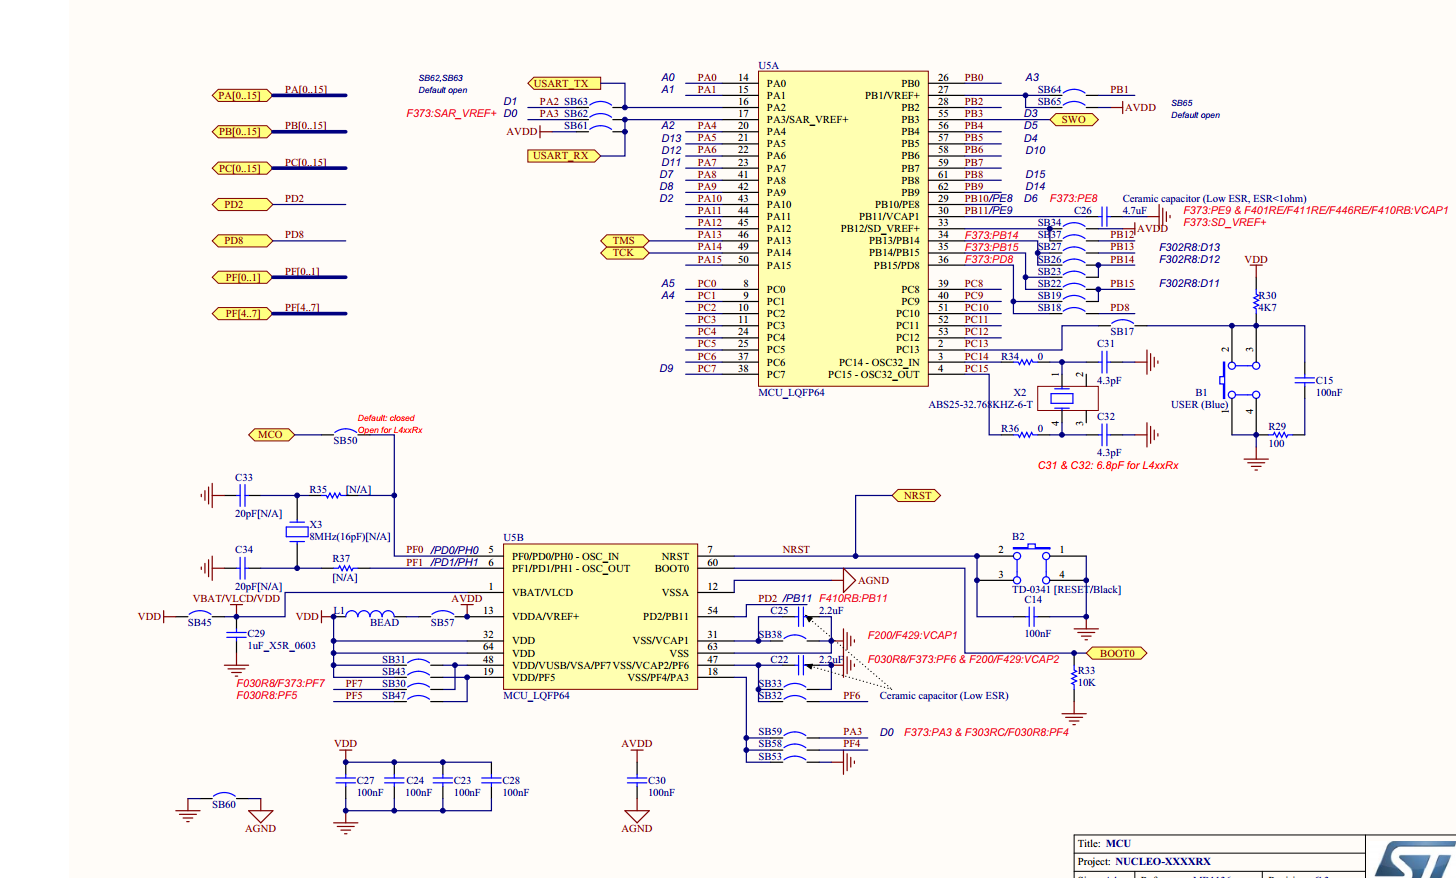 PA[0..15] PA[0..15]
PB[0..15] PB[0..15]
PC[0..15] PC[0..15]
PD2 PD2
PD8 PD8
PF[0..1] PF[0..1]
PF[4..7] PF[4..7]
SB62,SB63
Default open
USART_TX
D1 PA2 SB63
F373:SAR_VREF+ D0 PA3 SB62
AVDD SB61
USART_RX
TMS
TCK
U5A
A0 PA0 14 PA0
A1 PA1 15 PA1
16 PA2
17 PA3/SAR_VREF+
A2 PA4 20 PA4
D13 PA5 21 PA5
D12 PA6 22 PA6
D11 PA7 23 PA7
D7 PA8 41 PA8
D8 PA9 42 PA9
D2 PA10 43 PA10
PA11 44 PA11
PA12 45 PA12
PA13 46 PA13
PA14 49 PA14
PA15 50 PA15
A5 PC0 8 PC0
A4 PC1 9 PC1
PC2 10 PC2
PC3 11 PC3
PC4 24 PC4
PC5 25 PC5
PC6 37 PC6
D9 PC7 38 PC7
MCU_LQFP64
PB0 26 PB0 A3
PB1/VREF+ 27 SB64 PB1
PB2 28 PB2 SB65 AVDD
SB65
Default open
PB3 55 PB3 D3 SWO
PB4 56 PB4 D5
PB5 57 PB5 D4
PB6 58 PB6 D10
PB7 59 PB7
PB8 61 PB8 D15
PB9 62 PB9 D14
PB10/PE8 29 PB10/PE8 D6 F373:PE8
PB11/VCAP1 30 PB11/PE9 C26 4.7uF
Ceramic capacitor (Low ESR, ESR<1ohm)
F373:PE9 & F401RE/F411RE/F446RE/F410RB:VCAP1
F373:SD_VREF+
PB12/SD_VREF+ 33 SB34 AVDD
PB13/PB14 34 F373:PB14 SB37 PB12
PB14/PB15 35 F373:PB15 SB27 PB13 F302R8:D13
PB15/PD8 36 F373:PD8 SB26 PB14 F302R8:D12
SB23
SB22 PB15 F302R8:D11
SB19
SB18 PD8
SB17
PC8 39 PC8
PC9 40 PC9
PC10 51 PC10
PC11 52 PC11
PC12 53 PC12
PC13 2 PC13
PC14 - OSC32_IN 3 PC14 R34 0 C31
4.3pF
PC15 - OSC32_OUT 4 PC15
X2
ABS25-32.768KHZ-6-T
1 2
4 3
R36 0 C32
4.3pF
C31 & C32: 6.8pF for L4xxRx
VDD
R30
4K7
2 3
B1
USER (Blue)
1 4
C15
100nF
R29
100
Default: closed
Open for L4xxRx
MCO SB50
C33
20pF[N/A]
R35 [N/A]
X3
8MHz(16pF)[N/A]
C34
20pF[N/A]
R37
[N/A]
U5B
PF0 /PD0/PH0 5 PF0/PD0/PH0 - OSC_IN
PF1 /PD1/PH1 6 PF1/PD1/PH1 - OSC_OUT
VBAT/VLCD/VDD 1 VBAT/VLCD
VDD SB45
C29
1uF_X5R_0603
VDD L1 BEAD SB57 AVDD 13 VDDA/VREF+
32 VDD
64 VDD
SB31 48 VDD/VUSB/VSA/PF7
SB43 19 VDD/PF5
F030R8/F373:PF7 PF7 SB30
F030R8:PF5 PF5 SB47
MCU_LQFP64
NRST 7 NRST
NRST
BOOT0 60
VSSA 12 AGND
PD2/PB11 54 PD2 /PB11 F410RB:PB11
VSS/VCAP1 31 C25 2.2uF
SB38 F200/F429:VCAP1
VSS 63
VSS/VCAP2/PF6 47 C22 2.2uF
F030R8/F373:PF6 & F200/F429:VCAP2
VSS/PF4/PA3 18
SB33
SB32 PF6
Ceramic capacitor (Low ESR)
SB59 PA3 D0 F373:PA3 & F303RC/F030R8:PF4
SB58 PF4
SB53
B2
2 1
3 4
TD-0341 [RESET/Black]
C14
100nF
BOOT0
R33
10K
VDD
C27 C24 C23 C28
100nF 100nF 100nF 100nF
AVDD
C30
100nF
AGND
SB60
AGND
Title: MCU
Project: NUCLEO-XXXXRX